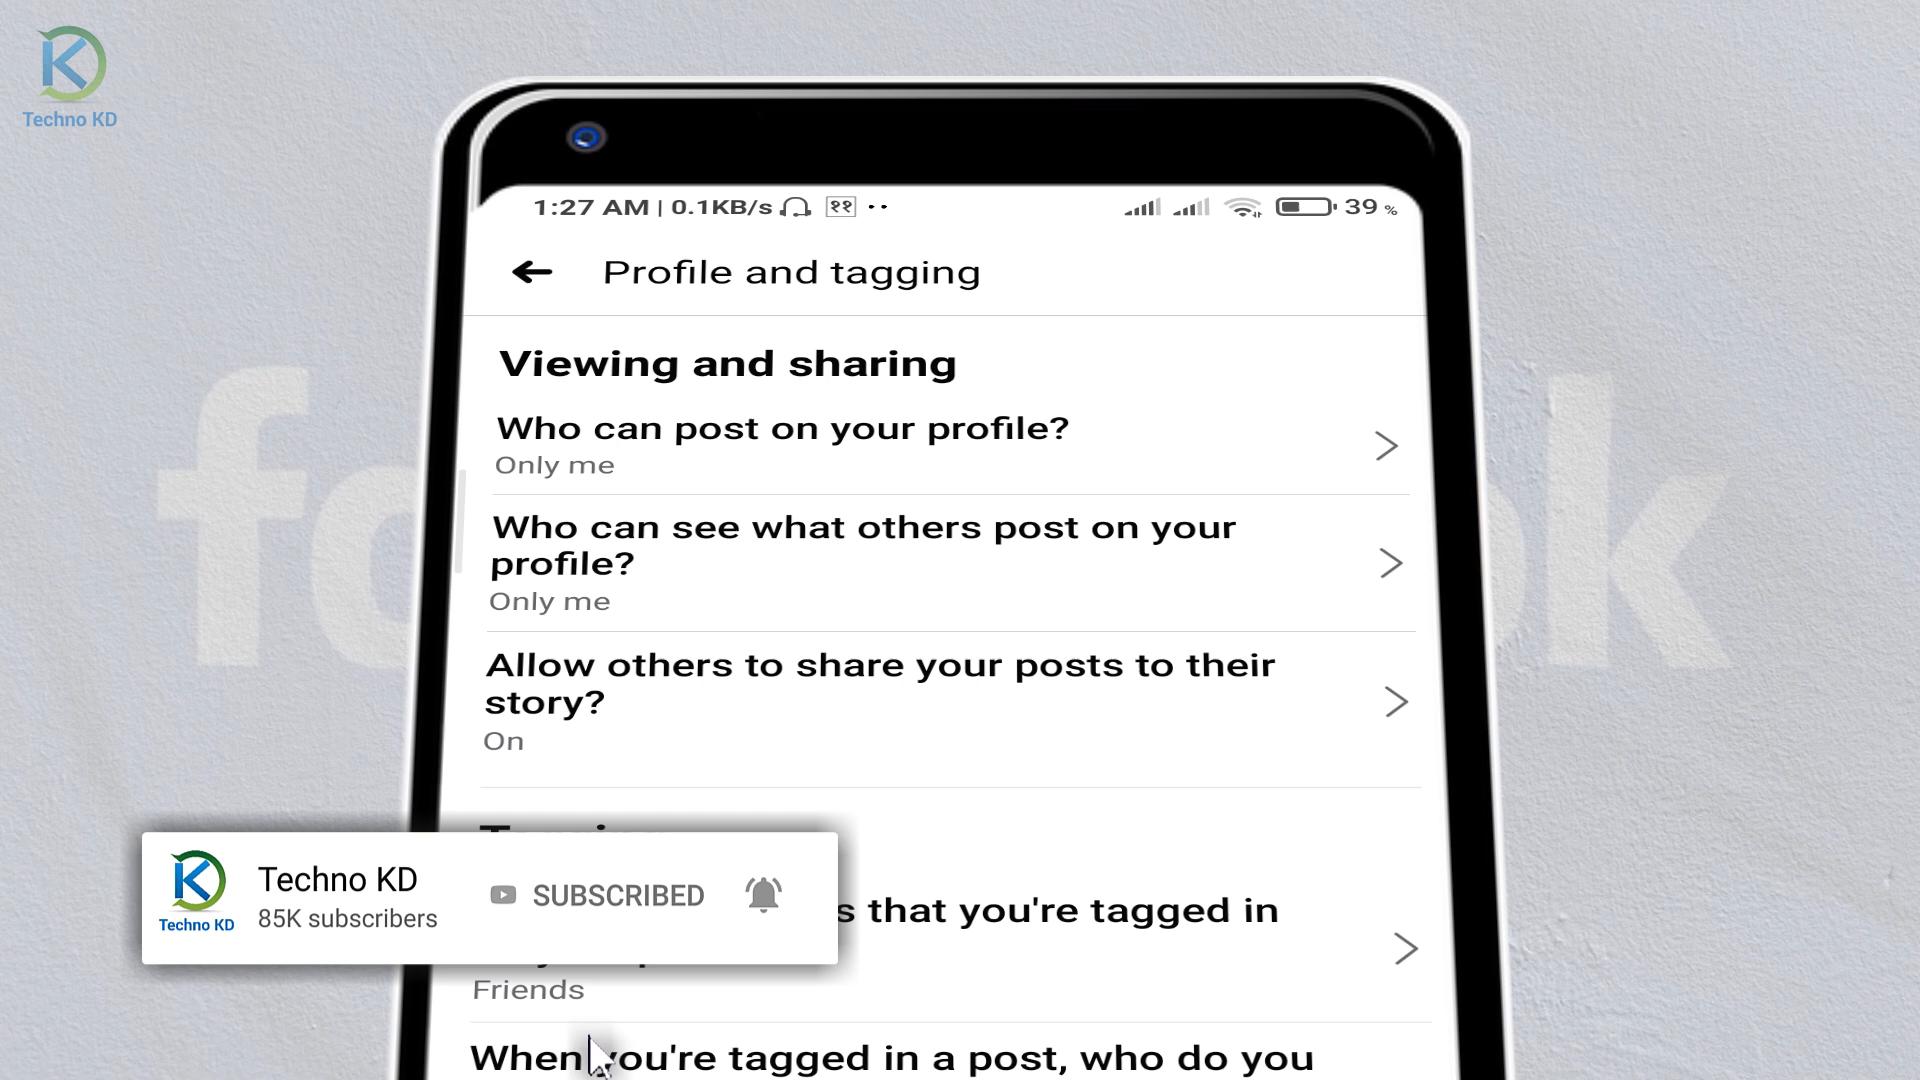 Techno KD
1:27 AM | 0.1KB/s ११
39 %
Profile and tagging
Viewing and sharing
Who can post on your profile?
Only me
Who can see what others post on your
profile?
Only me
Allow others to share your posts to their
story?
On
Techno KD
85K subscribers
Techno KD
SUBSCRIBED
that you're tagged in
Friends
When you're tagged in a post, who do you